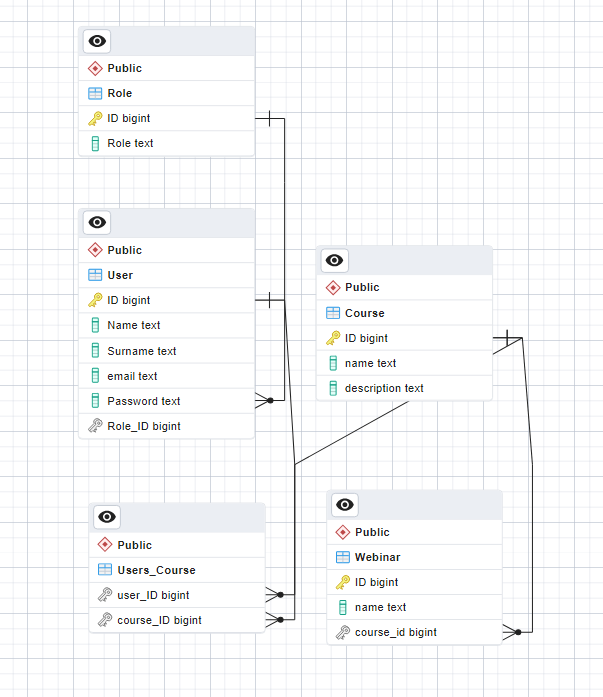 Public
Role
ID bigint
Role text
Public
User
ID bigint
Name text
Surname text
email text
Password text
Role_ID bigint
Public
Course
ID bigint
name text
description text
Public
Users_Course
user_ID bigint
course_ID bigint
Public
Webinar
ID bigint
name text
course_id bigint